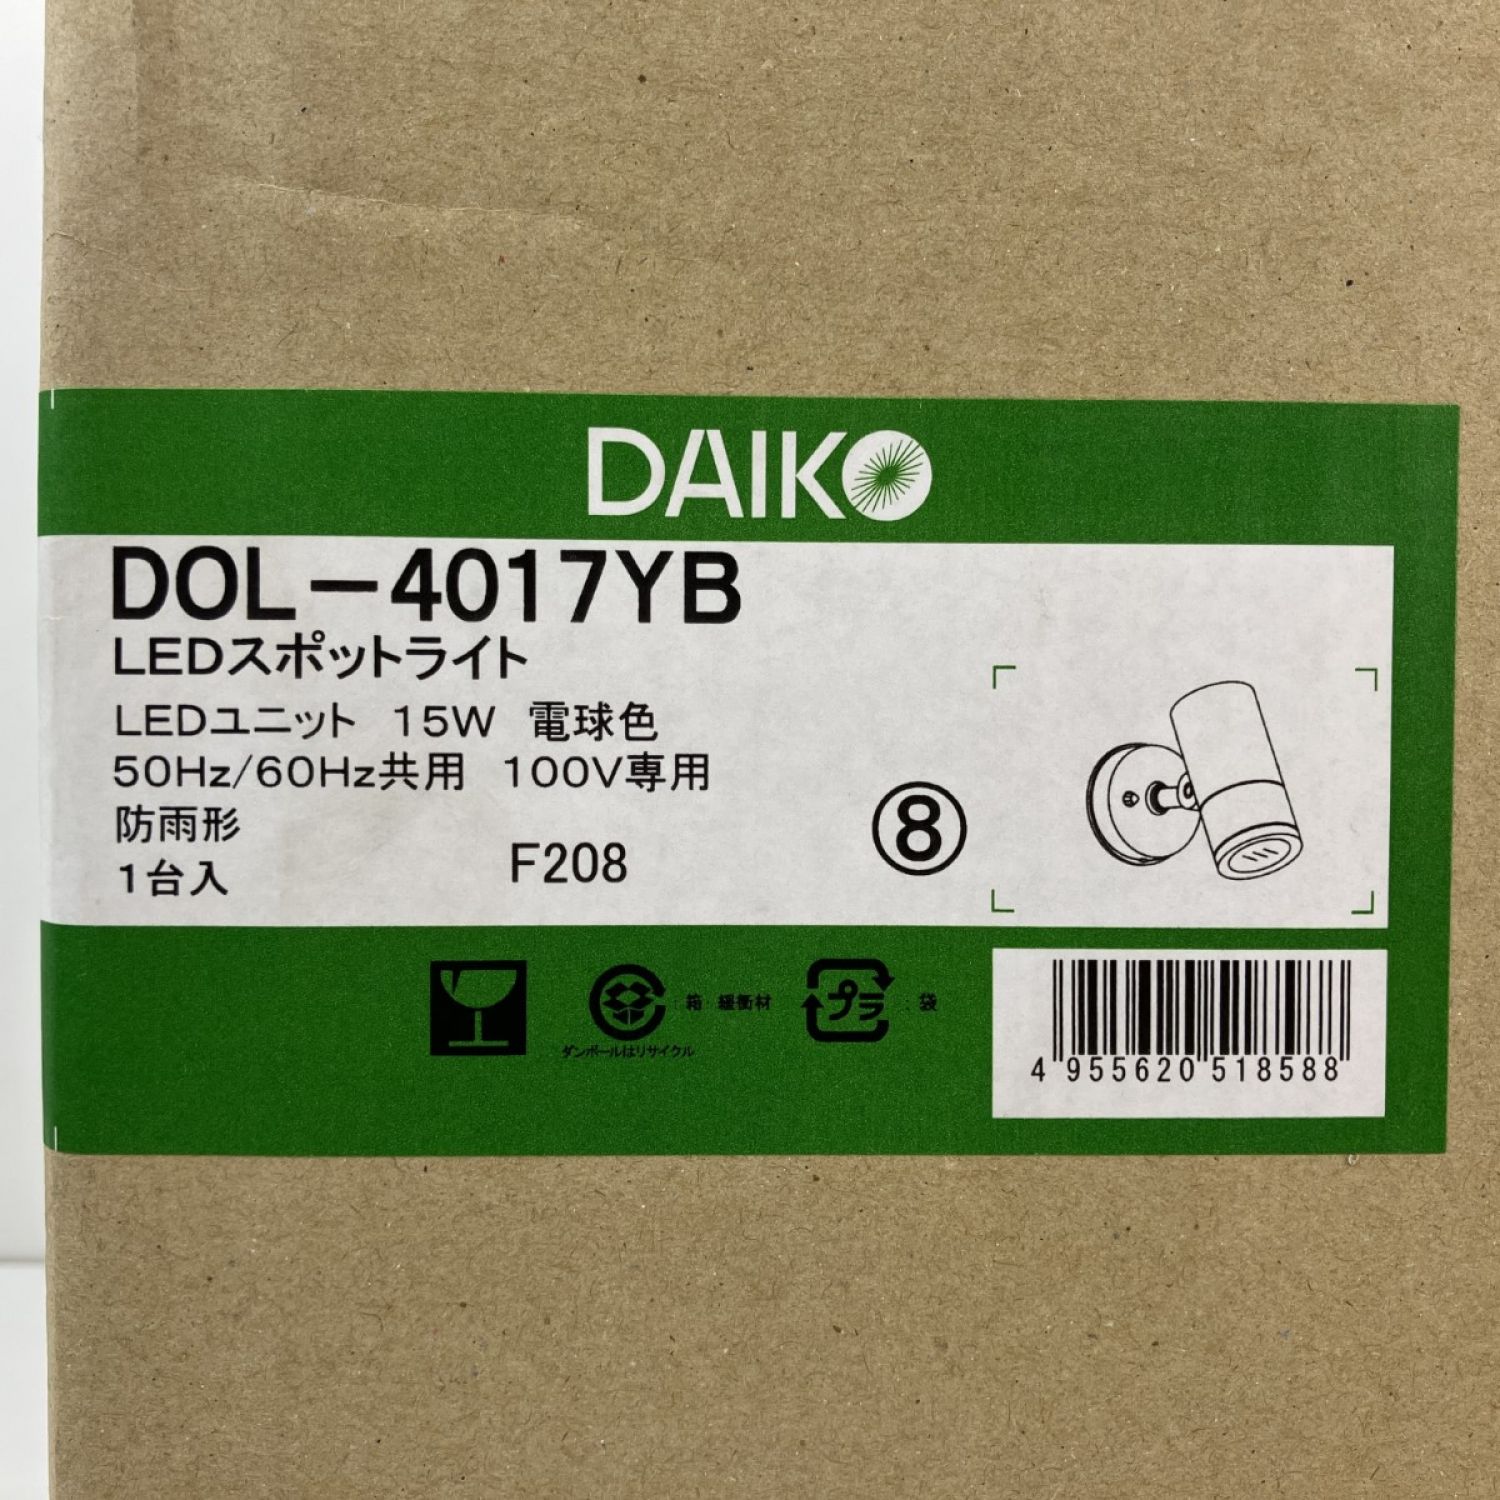 DAIKO
DOL-4017YB
LEDスポットライト
LEDユニット 15W 電球色
50Hz/60Hz共用 100V専用
防雨形
1台入
F208
⑧
:箱 緩衝材
ダンボールはリサイクル
プラ
:袋
4 955620 518588